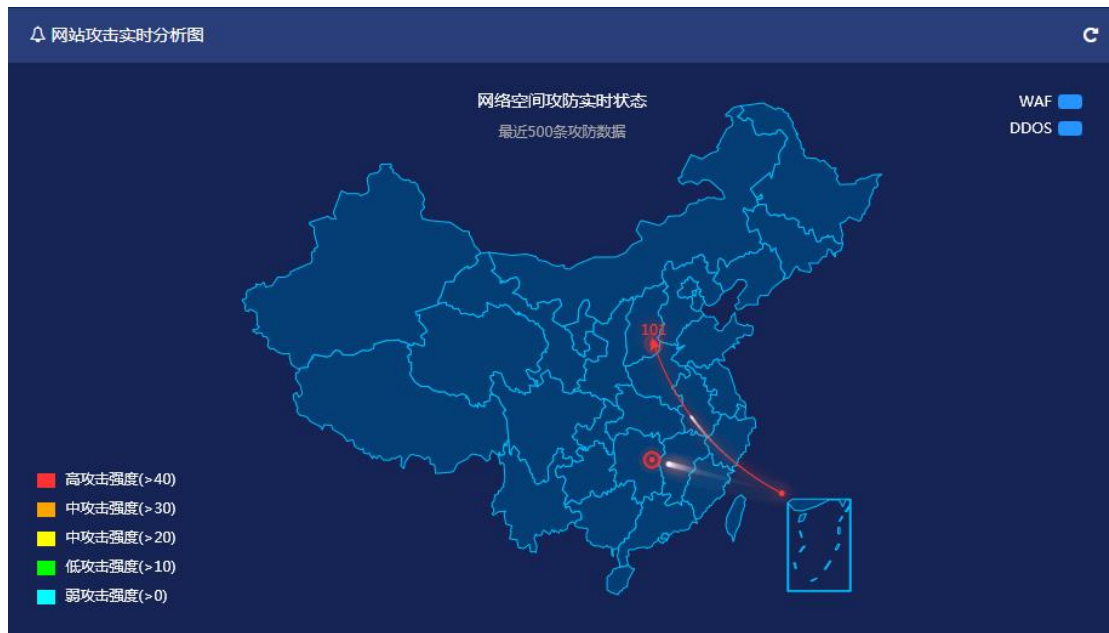 网站攻击实时分析图
网络空间攻防实时状态
最近500条攻防数据
WAF
DDOS
101
高攻击强度(>40)
中攻击强度(>30)
中攻击强度(>20)
低攻击强度(>10)
弱攻击强度(>0)